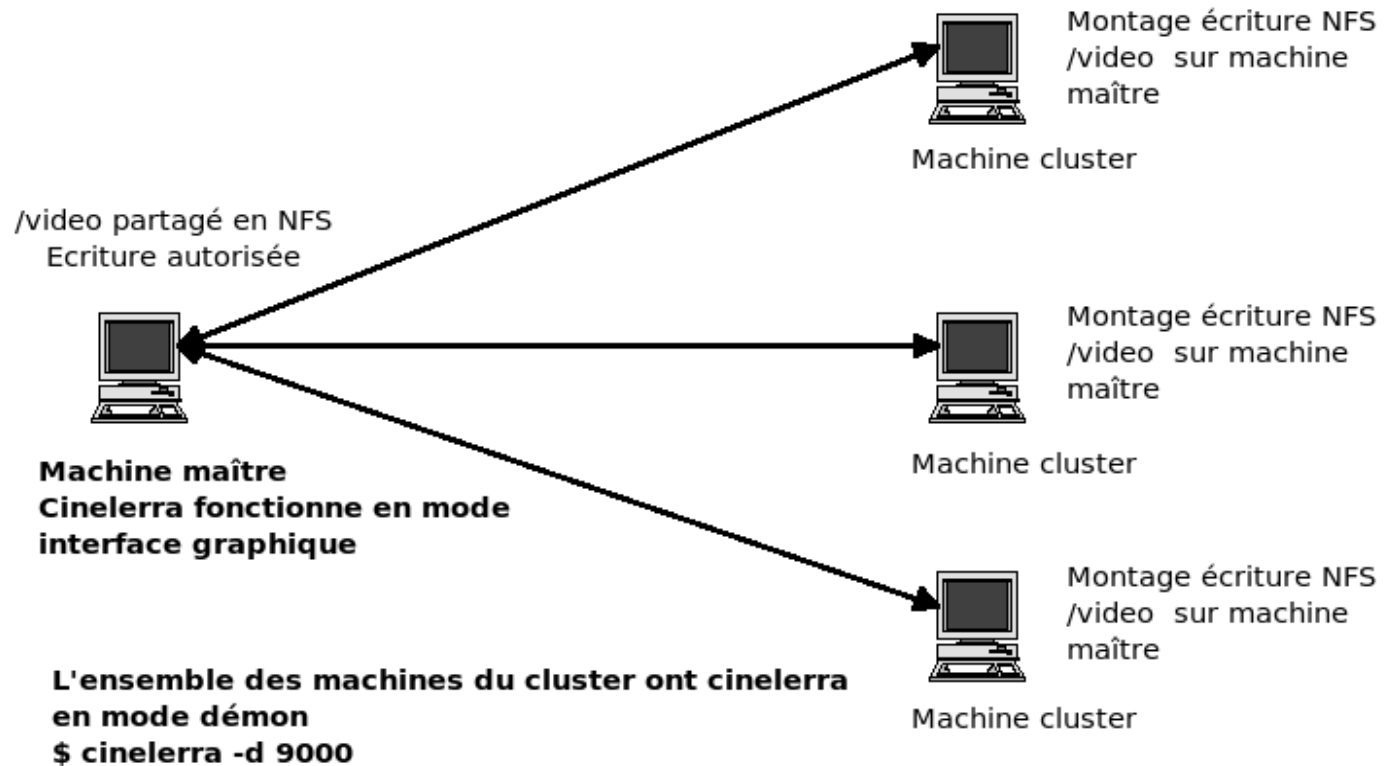 Montage écriture NFS
/video  sur machine
maître
Machine cluster
/video partagé en NFS
Ecriture autorisée
Machine maître
Cinelerra fonctionne en mode
interface graphique
Montage écriture NFS
/video  sur machine
maître
Machine cluster
Montage écriture NFS
/video  sur machine
maître
Machine cluster
L'ensemble des machines du cluster ont cinelerra
en mode démon
$ cinelerra -d 9000